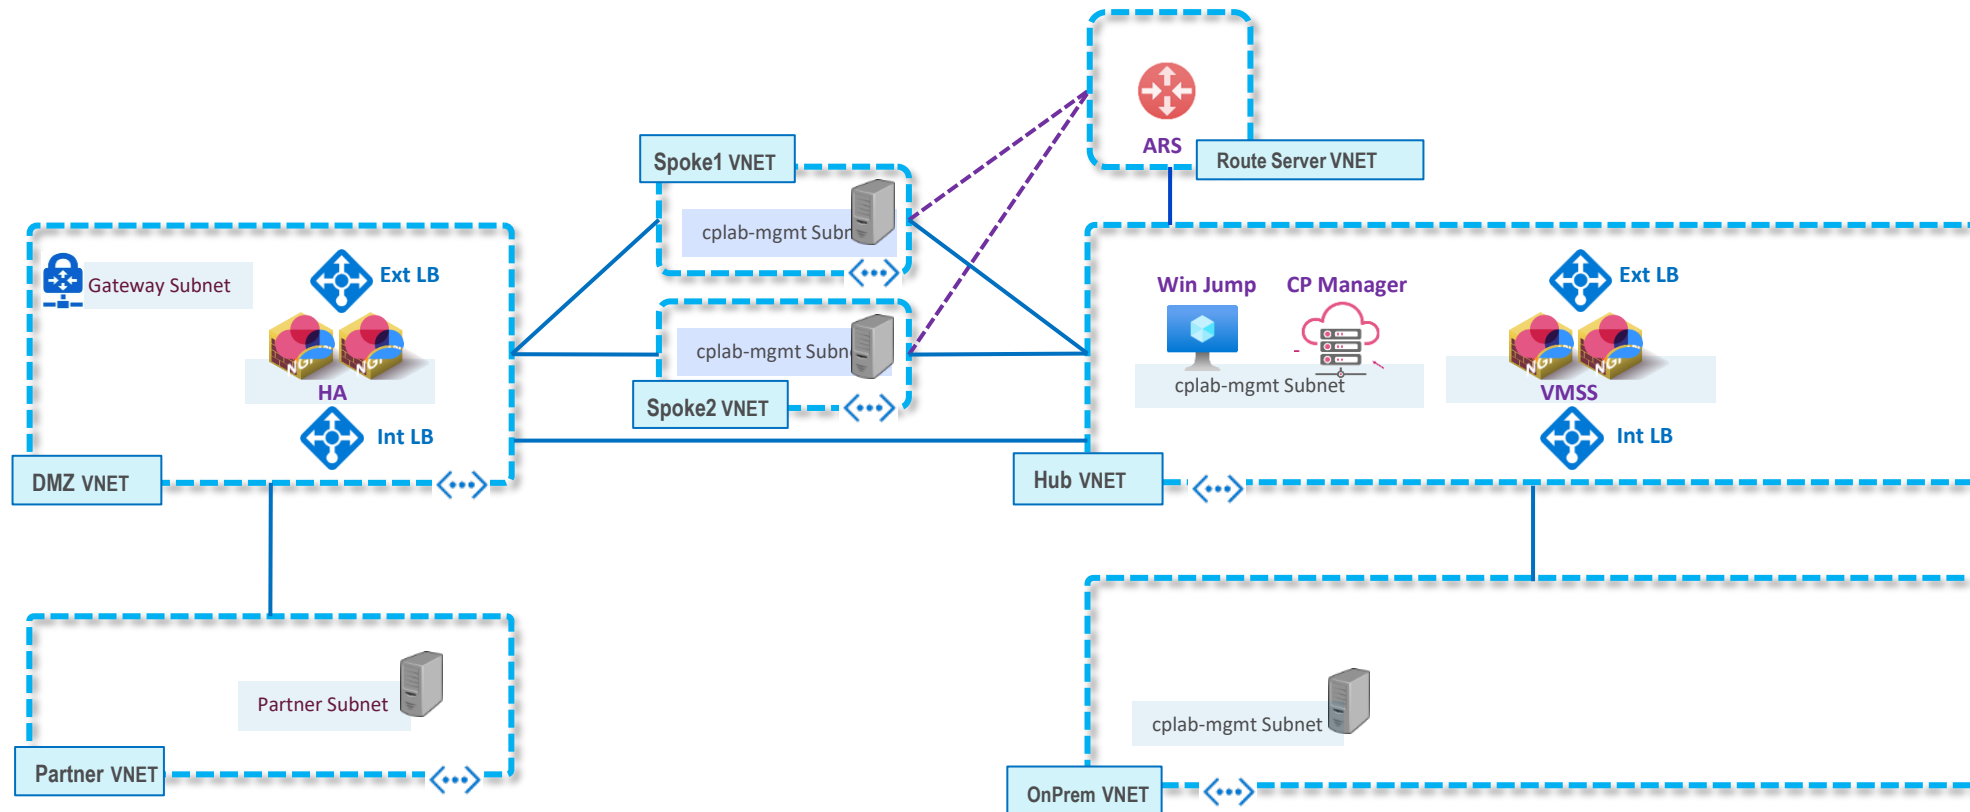 ARS
Route Server VNET
Spoke1 VNET
cplab-mgmt Subn
cplab-mgmt Subne
Spoke2 VNET
Gateway Subnet
Ext LB
HA
Int LB
DMZ VNET
Win Jump
CP Manager
cplab-mgmt Subnet
Ext LB
VMSS
Int LB
Hub VNET
Partner Subnet
Partner VNET
cplab-mgmt Subnet
OnPrem VNET